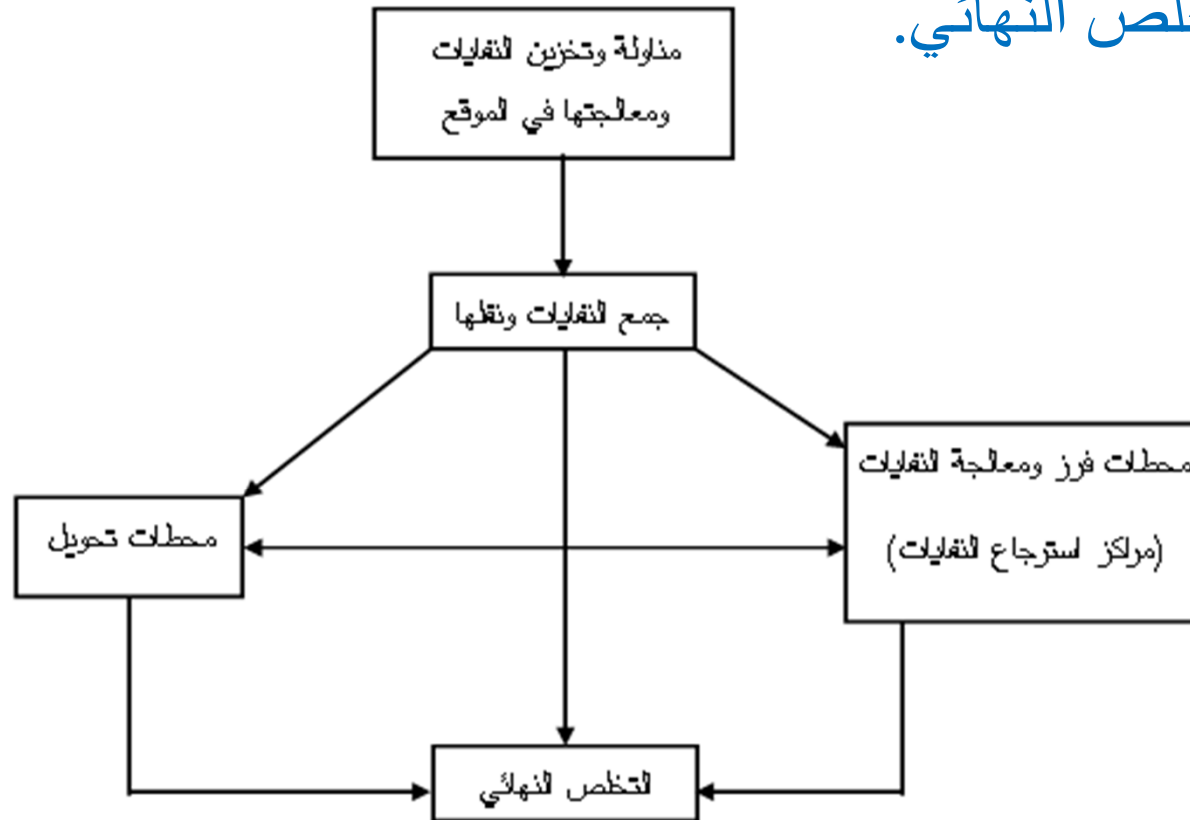 النهائي.
مناولة وتخزين النفايات
ومعالجتها في الموقع
جمع النفايات ونقلها
محطات فرز ومعالجة النفايات
(مراكز استرجاع النفايات)
محطات تحويل
التخلص النهائي